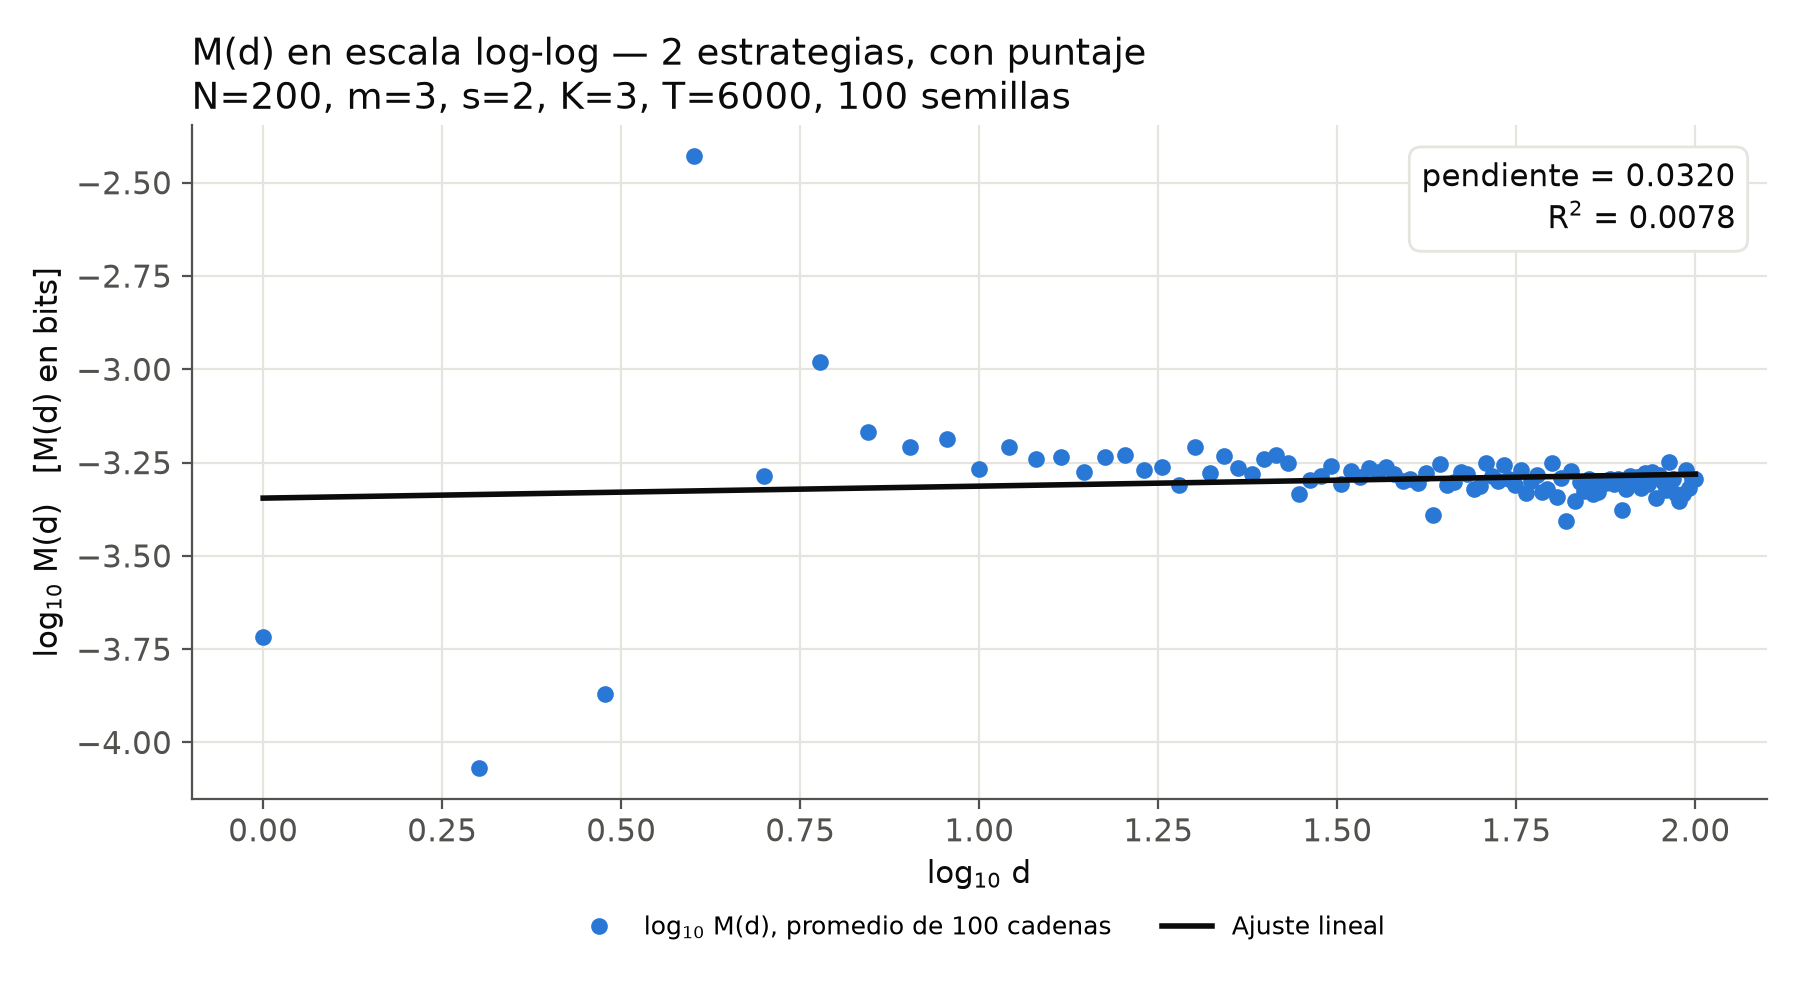 M(d) en escala log-log — 2 estrategias, con puntaje
N=200, m=3, s=2, K=3, T=6000, 100 semillas
pendiente = 0.0320
R² = 0.0078
log₁₀ M(d) [M(d) en bits]
−2.50
−2.75
−3.00
−3.25
−3.50
−3.75
−4.00
0.00 0.25 0.50 0.75 1.00 1.25 1.50 1.75 2.00
log₁₀ d
log₁₀ M(d), promedio de 100 cadenas Ajuste lineal